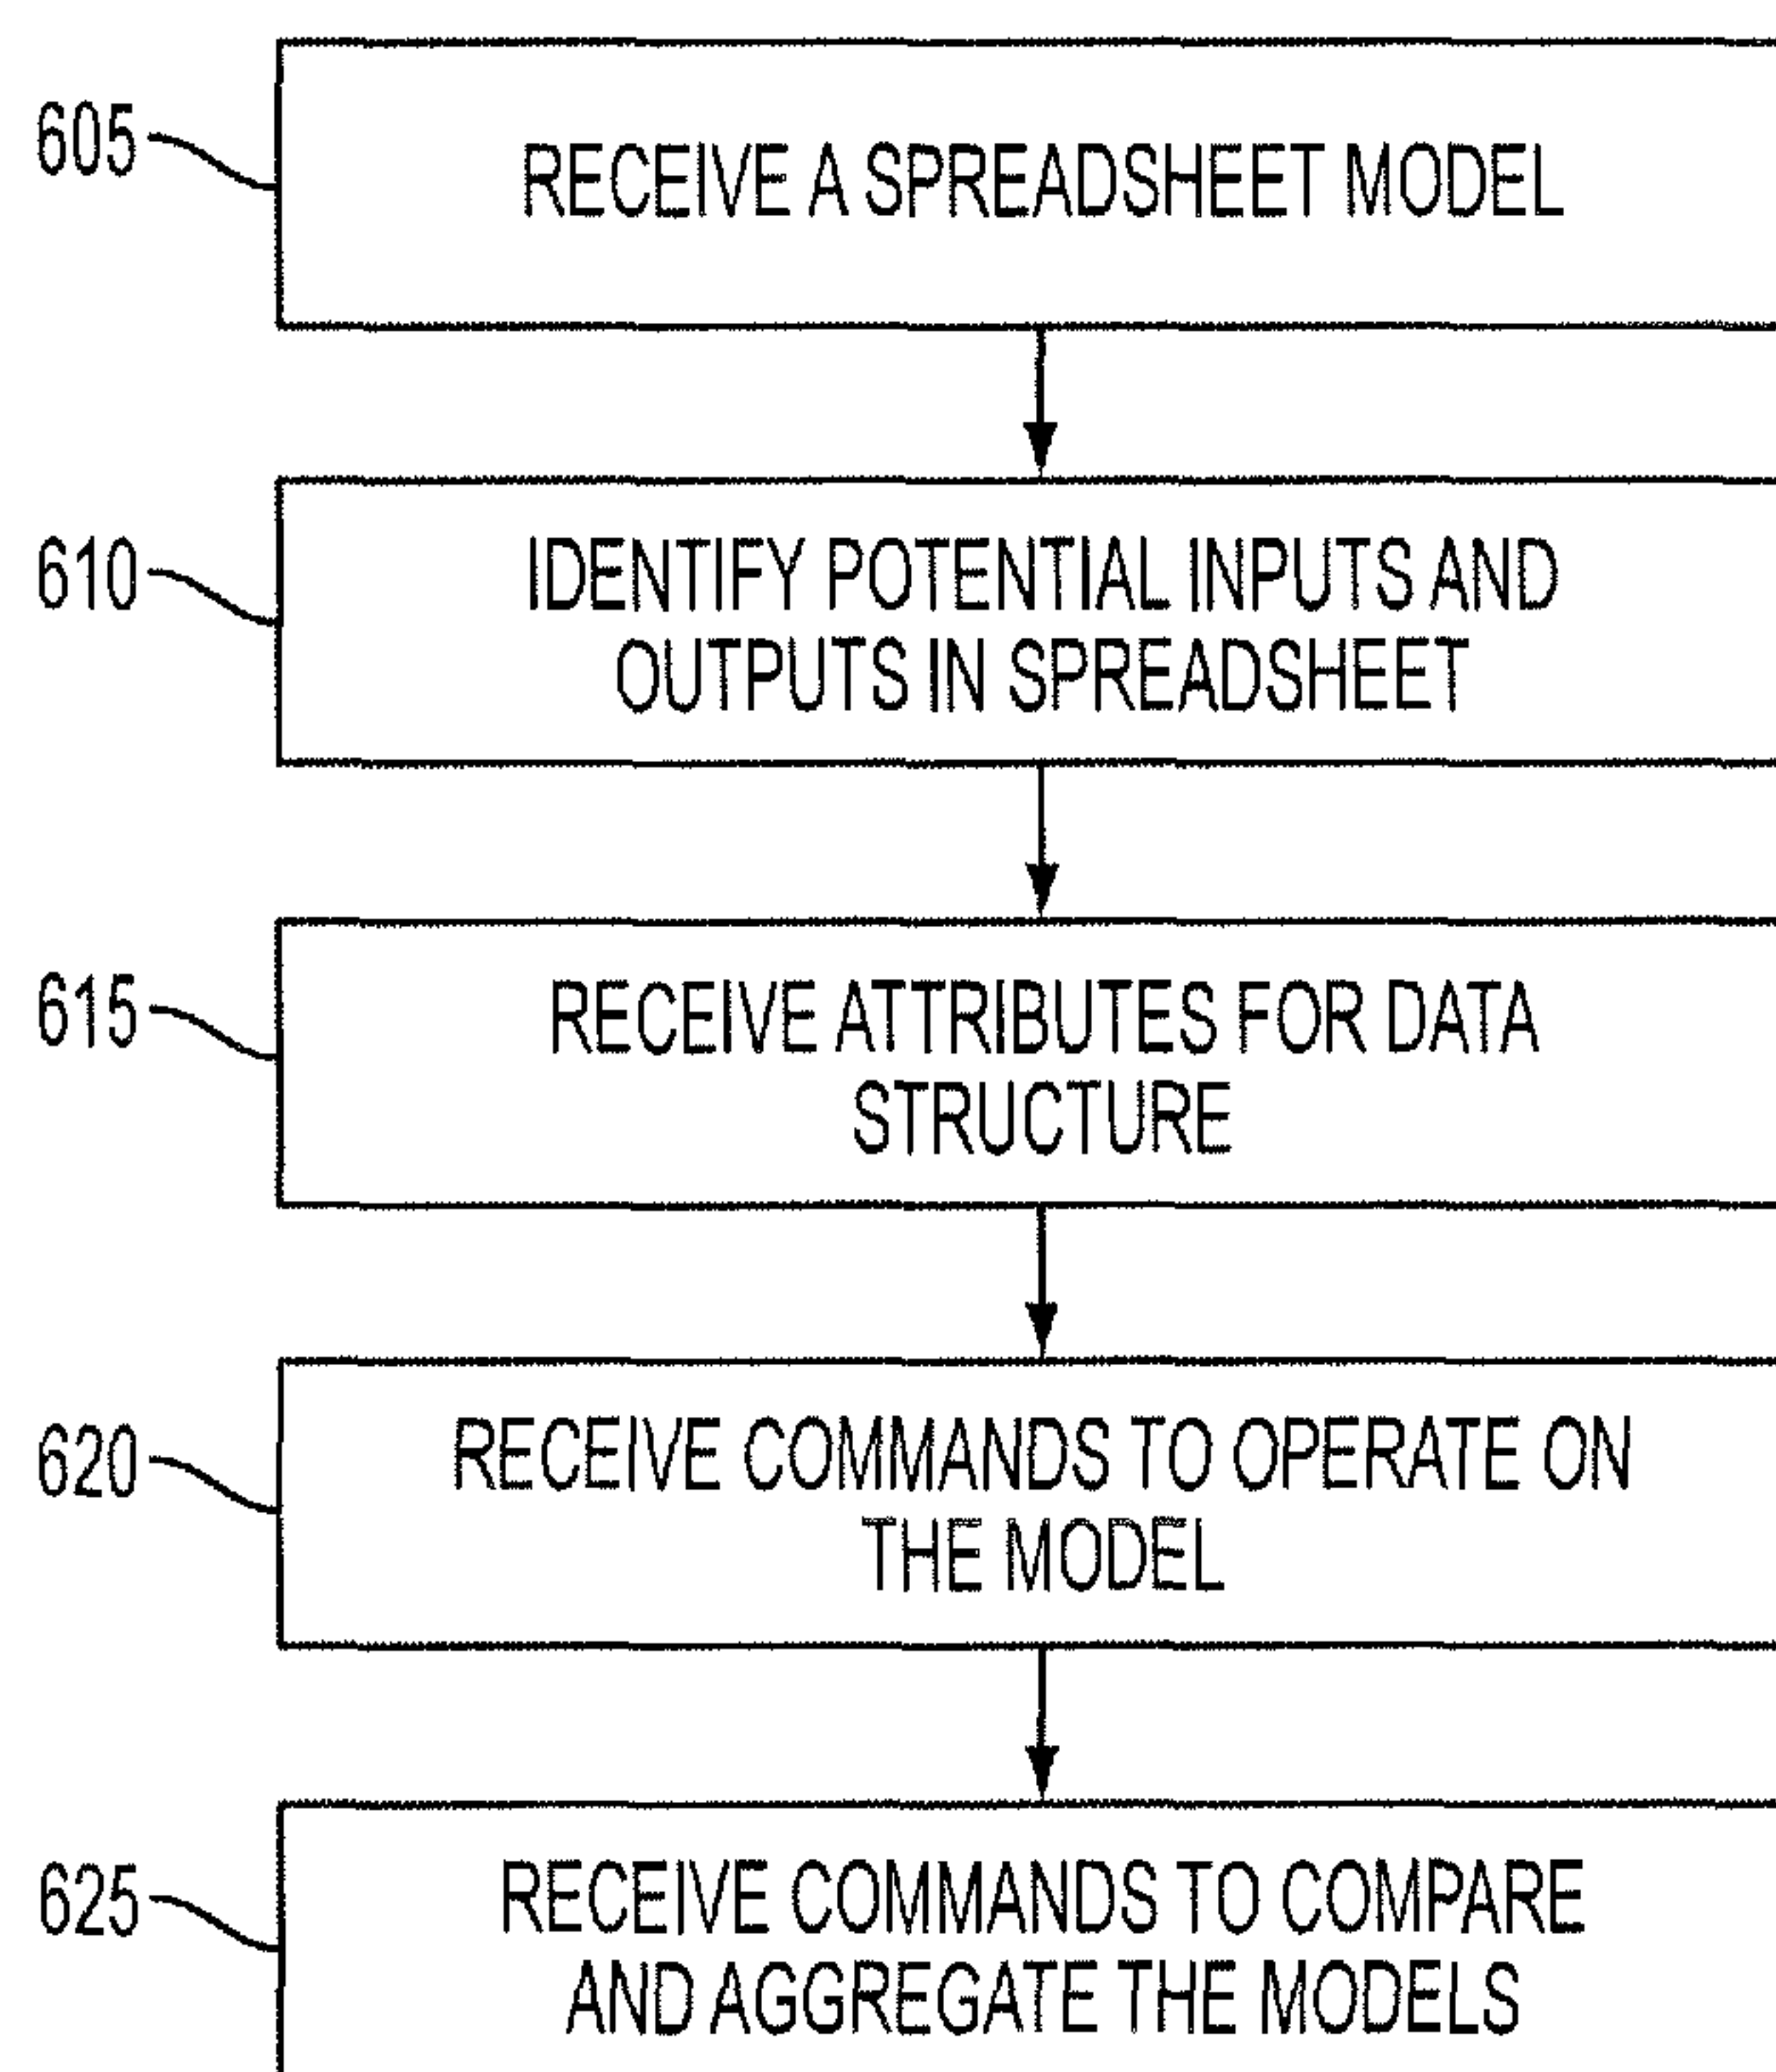 605
RECEIVE A SPREADSHEET MODEL
610
IDENTIFY POTENTIAL INPUTS AND
OUTPUTS IN SPREADSHEET
615
RECEIVE ATTRIBUTES FOR DATA
STRUCTURE
620
RECEIVE COMMANDS TO OPERATE ON
THE MODEL
625
RECEIVE COMMANDS TO COMPARE
AND AGGREGATE THE MODELS